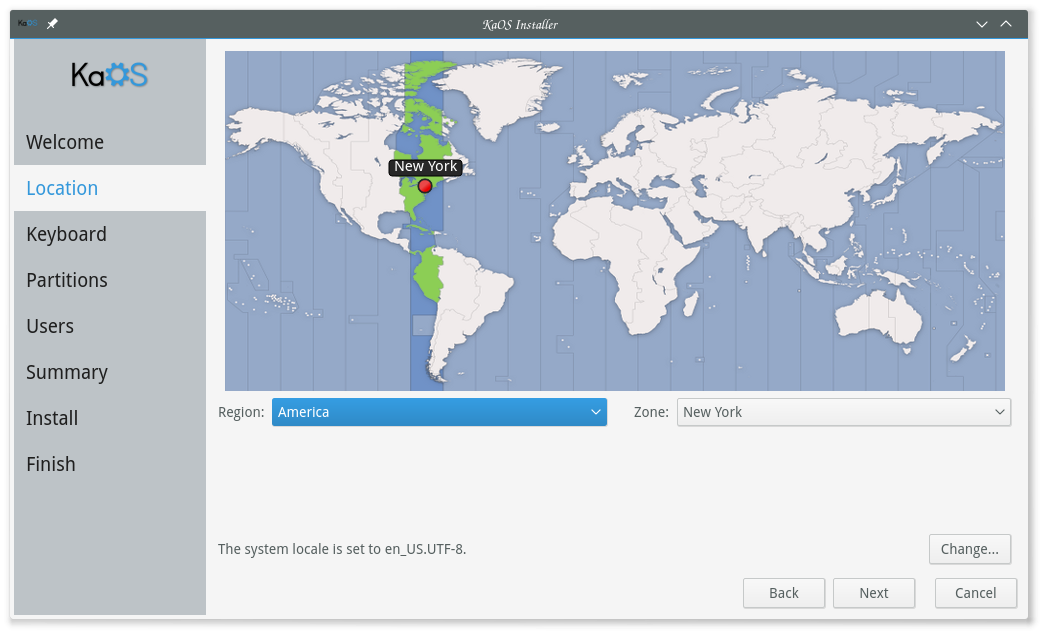 KaOS
KaOS Installer
KaOS
Welcome
Location
Keyboard
Partitions
Users
Summary
Install
Finish
New York
Region: America
Zone: New York
The system locale is set to en_US.UTF-8.
Change...
Back
Next
Cancel